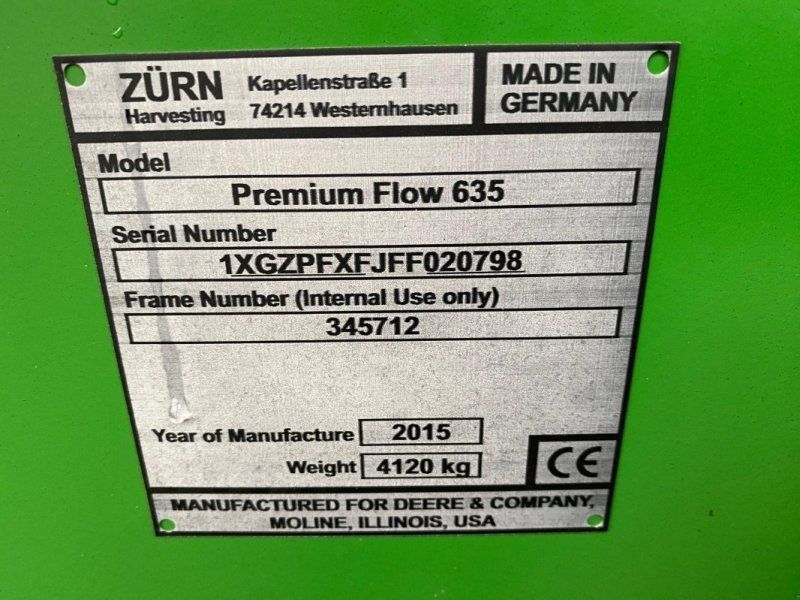 ZÜRN
Harvesting
Kapellenstraße 1
74214 Westernhausen
MADE IN
GERMANY
Model
Premium Flow 635
Serial Number
1XGZPFXFJFF020798
Frame Number (Internal Use only)
345712
Year of Manufacture 2015
Weight 4120 kg
CE
MANUFACTURED FOR DEERE & COMPANY,
MOLINE, ILLINOIS, USA